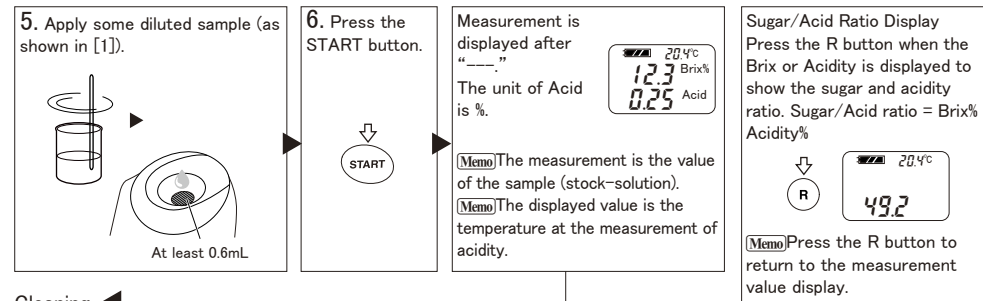 5. Apply some diluted sample (as
shown in [1]).
At least 0.6mL
6. Press the
START button.
START
Measurement is
displayed after
“---.”
The unit of Acid
is %.
20.4°C
12.3 Brix%
0.25 Acid
Memo The measurement is the value
of the sample (stock-solution).
Memo The displayed value is the
temperature at the measurement of
acidity.
Sugar/Acid Ratio Display
Press the R button when the
Brix or Acidity is displayed to
show the sugar and acidity
ratio. Sugar/Acid ratio = Brix%
Acidity%
R
20.4°C
49.2
Memo Press the R button to
return to the measurement
value display.
Cleaning